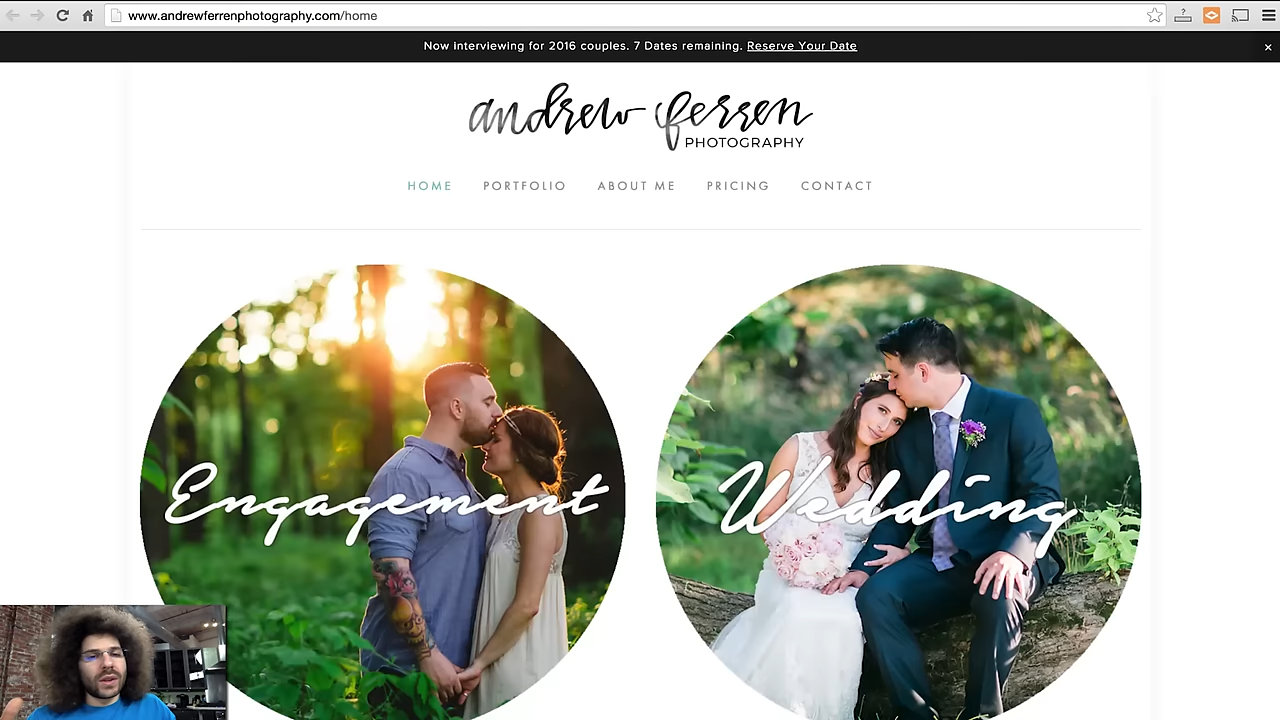 www.andrewferrenphotography.com/home
Now interviewing for 2016 couples. 7 Dates remaining. Reserve Your Date ×
andrew ferren
PHOTOGRAPHY
HOME PORTFOLIO ABOUT ME PRICING CONTACT
Engagement Wedding